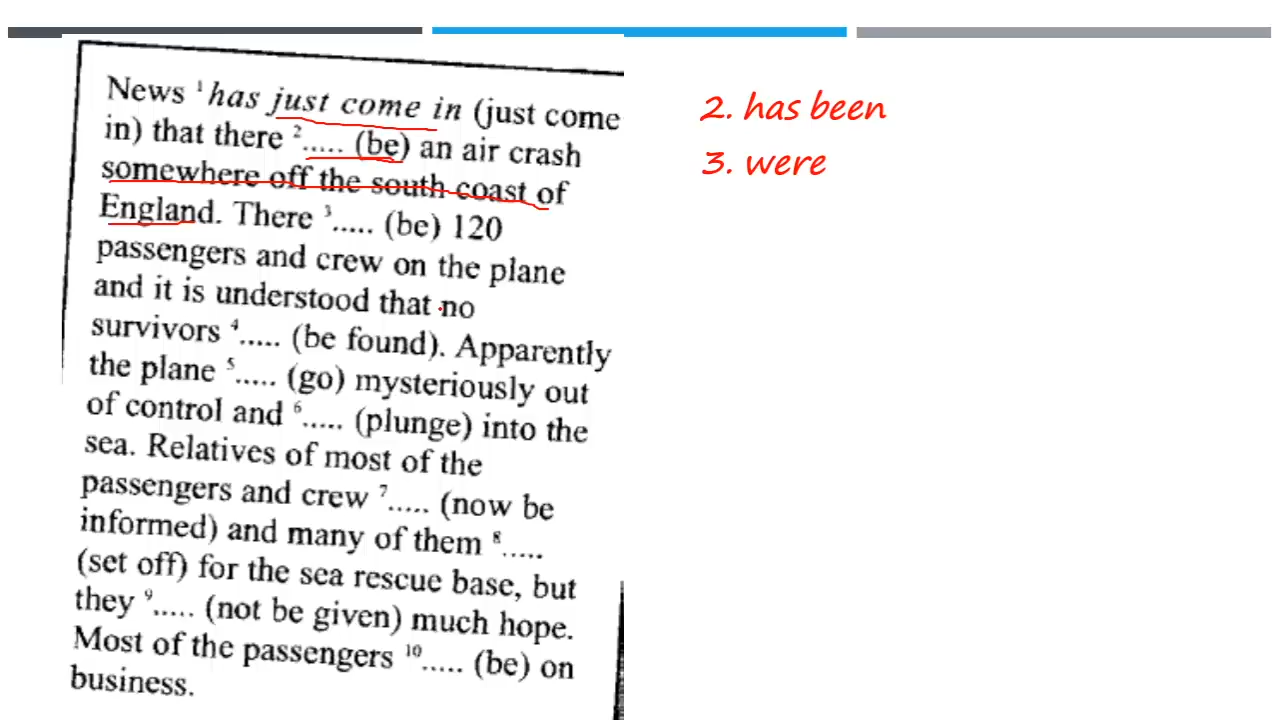 News ¹has just come in (just come
in) that there ²..... (be) an air crash
somewhere off the south coast of
England. There ³..... (be) 120
passengers and crew on the plane
and it is understood that no
survivors ⁴..... (be found). Apparently
the plane ⁵..... (go) mysteriously out
of control and ⁶..... (plunge) into the
sea. Relatives of most of the
passengers and crew ⁷..... (now be
informed) and many of them ⁸.....
(set off) for the sea rescue base, but
they ⁹..... (not be given) much hope.
Most of the passengers ¹⁰..... (be) on
business.
2. has been
3. were